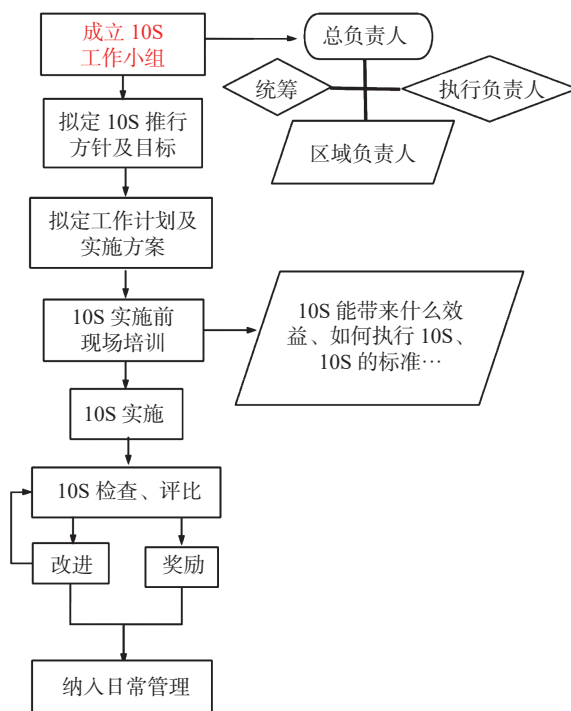 成立 10S
工作小组
总负责人
统筹
执行负责人
区域负责人
拟定 10S 推行
方针及目标
拟定工作计划及
实施方案
10S 实施前
现场培训
10S 能带来什么效
益、如何执行 10S、
10S 的标准…
10S 实施
10S 检查、评比
改进
奖励
纳入日常管理